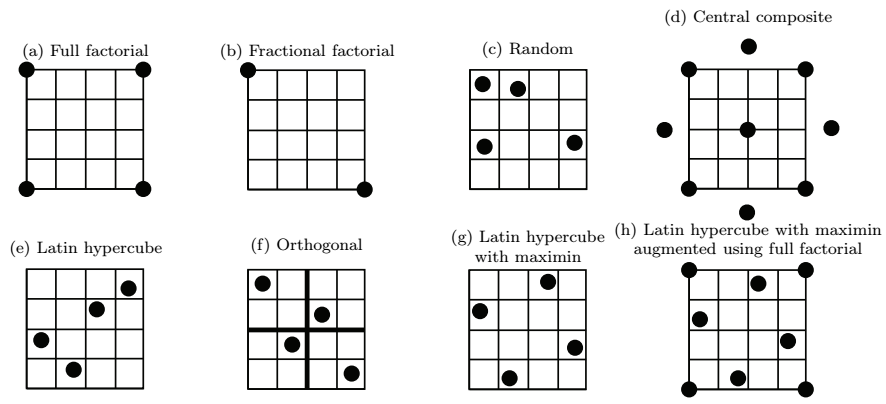 (a) Full factorial
(b) Fractional factorial
(c) Random
(d) Central composite
(e) Latin hypercube
(f) Orthogonal
(g) Latin hypercube
with maximin
(h) Latin hypercube with maximin
augmented using full factorial